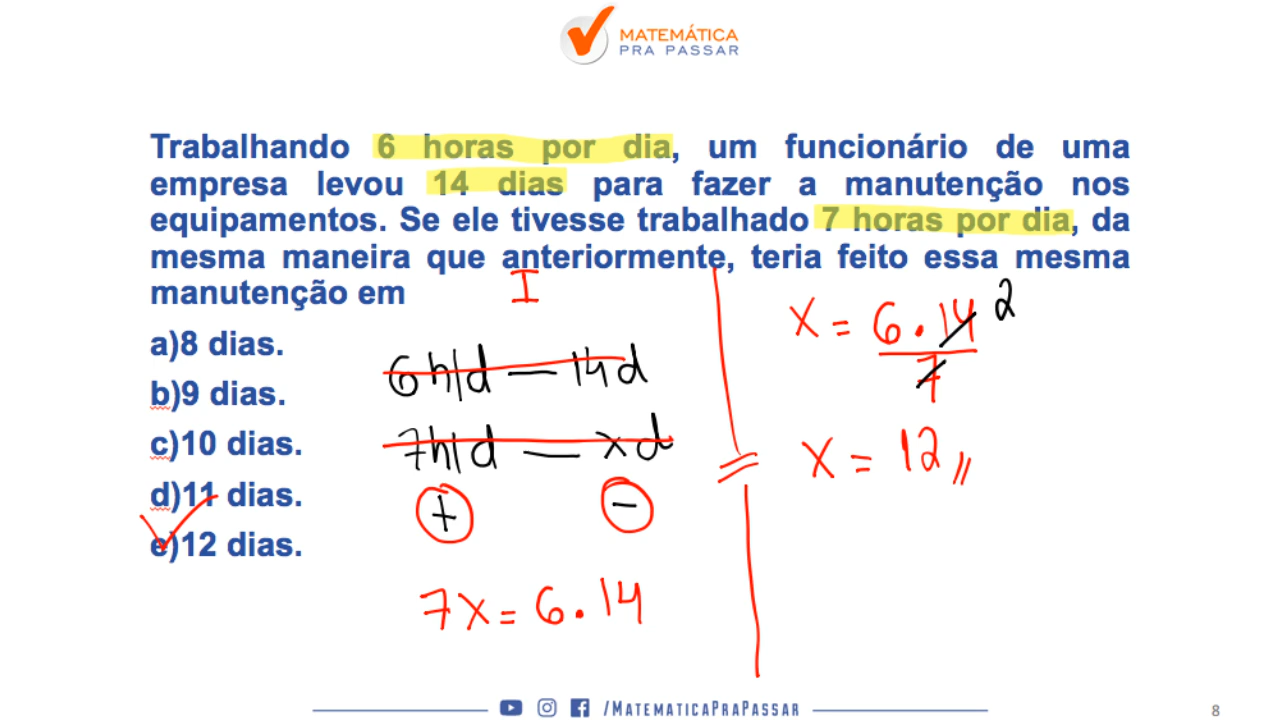 MATEMÁTICA
PRA PASSAR
Trabalhando 6 horas por dia, um funcionário de uma
empresa levou 14 dias para fazer a manutenção nos
equipamentos. Se ele tivesse trabalhado 7 horas por dia, da
mesma maneira que anteriormente, teria feito essa mesma
manutenção em
I
a)8 dias.
b)9 dias.
c)10 dias.
d)11 dias.
e)12 dias.
6h/d — 14d
7h/d — xd
+ −
7x = 6 . 14
x = 6 . 14 2
7
x = 12 //
/MATEMATICAPRAPASSAR
8